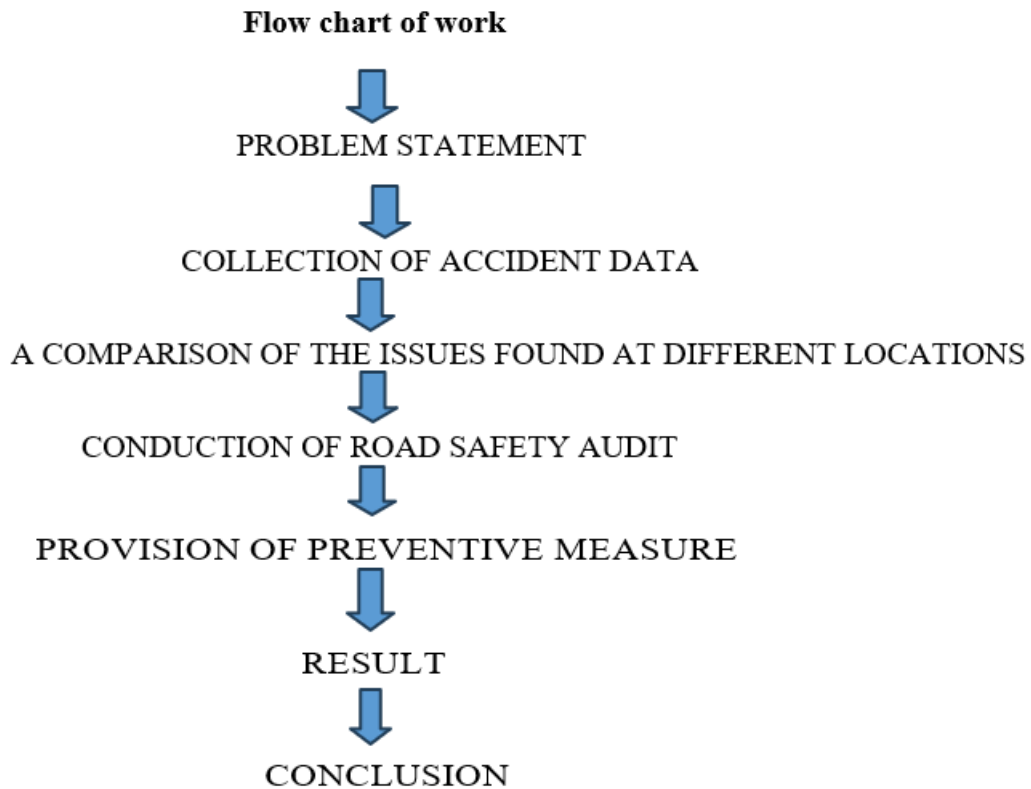 Flow chart of work
PROBLEM STATEMENT
COLLECTION OF ACCIDENT DATA
A COMPARISON OF THE ISSUES FOUND AT DIFFERENT LOCATIONS
CONDUCTION OF ROAD SAFETY AUDIT
PROVISION OF PREVENTIVE MEASURE
RESULT
CONCLUSION